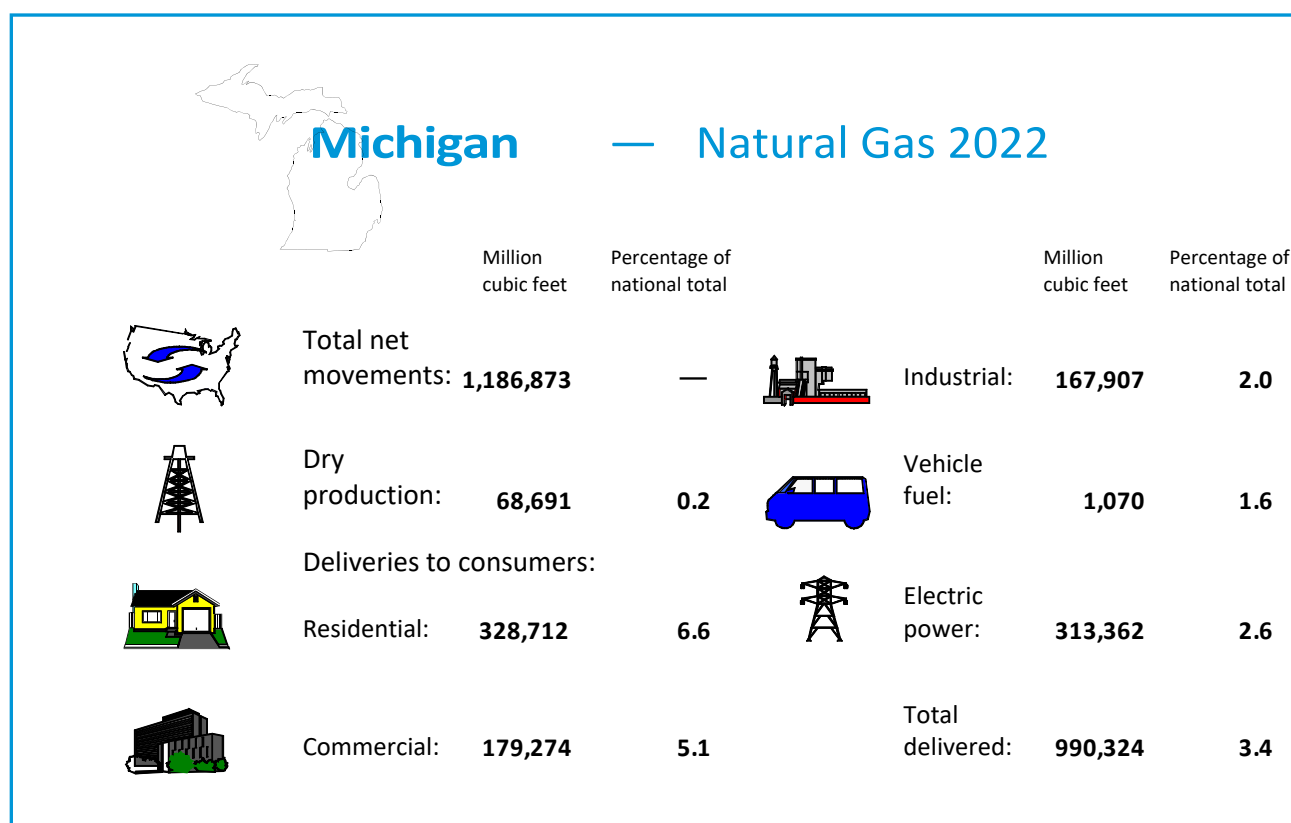 Michigan — Natural Gas 2022
Million Percentage of Million Percentage of
cubic feet national total cubic feet national total
Total net
movements: 1,186,873 — Industrial: 167,907 2.0
Dry Vehicle
production: 68,691 0.2 fuel: 1,070 1.6
Deliveries to consumers:
Electric
Residential: 328,712 6.6 power: 313,362 2.6
Total
Commercial: 179,274 5.1 delivered: 990,324 3.4